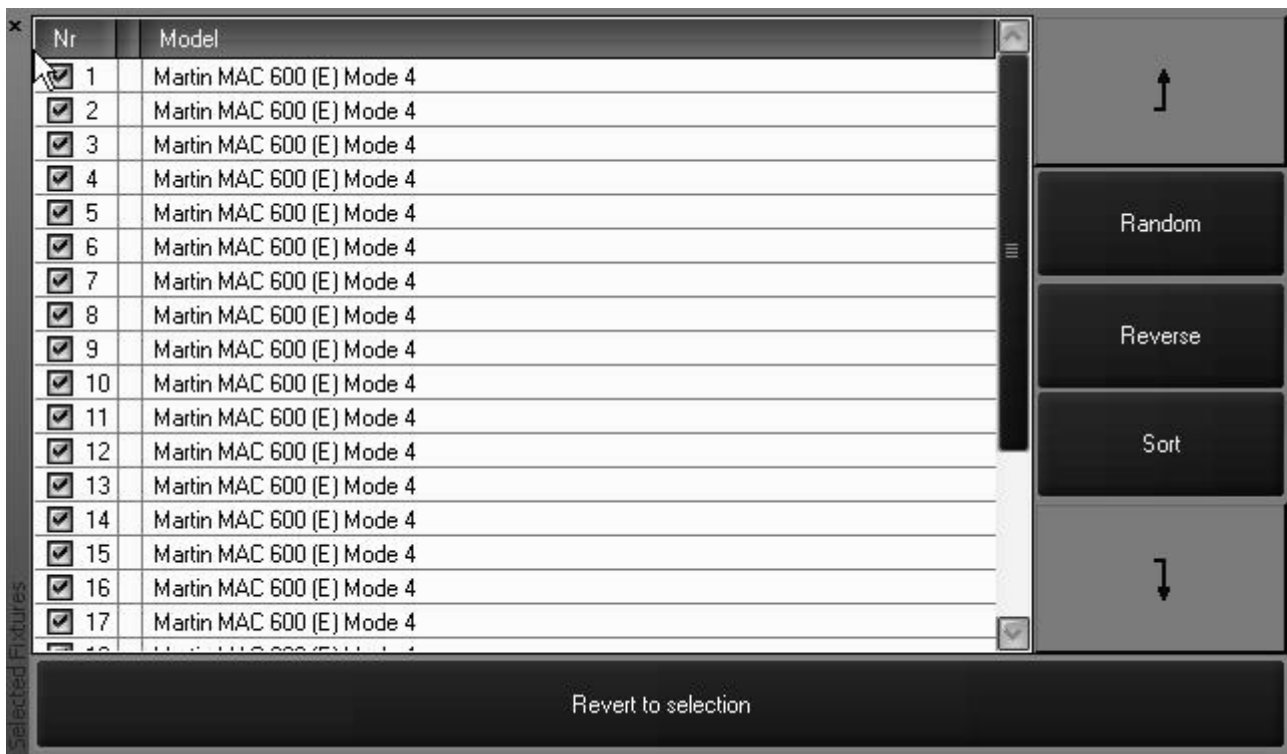 Nr Model
1 Martin MAC 600 (E) Mode 4
2 Martin MAC 600 (E) Mode 4
3 Martin MAC 600 (E) Mode 4
4 Martin MAC 600 (E) Mode 4
5 Martin MAC 600 (E) Mode 4
6 Martin MAC 600 (E) Mode 4
7 Martin MAC 600 (E) Mode 4
8 Martin MAC 600 (E) Mode 4
9 Martin MAC 600 (E) Mode 4
10 Martin MAC 600 (E) Mode 4
11 Martin MAC 600 (E) Mode 4
12 Martin MAC 600 (E) Mode 4
13 Martin MAC 600 (E) Mode 4
14 Martin MAC 600 (E) Mode 4
15 Martin MAC 600 (E) Mode 4
16 Martin MAC 600 (E) Mode 4
17 Martin MAC 600 (E) Mode 4
Random
Reverse
Sort
Selected Fixtures
Revert to selection